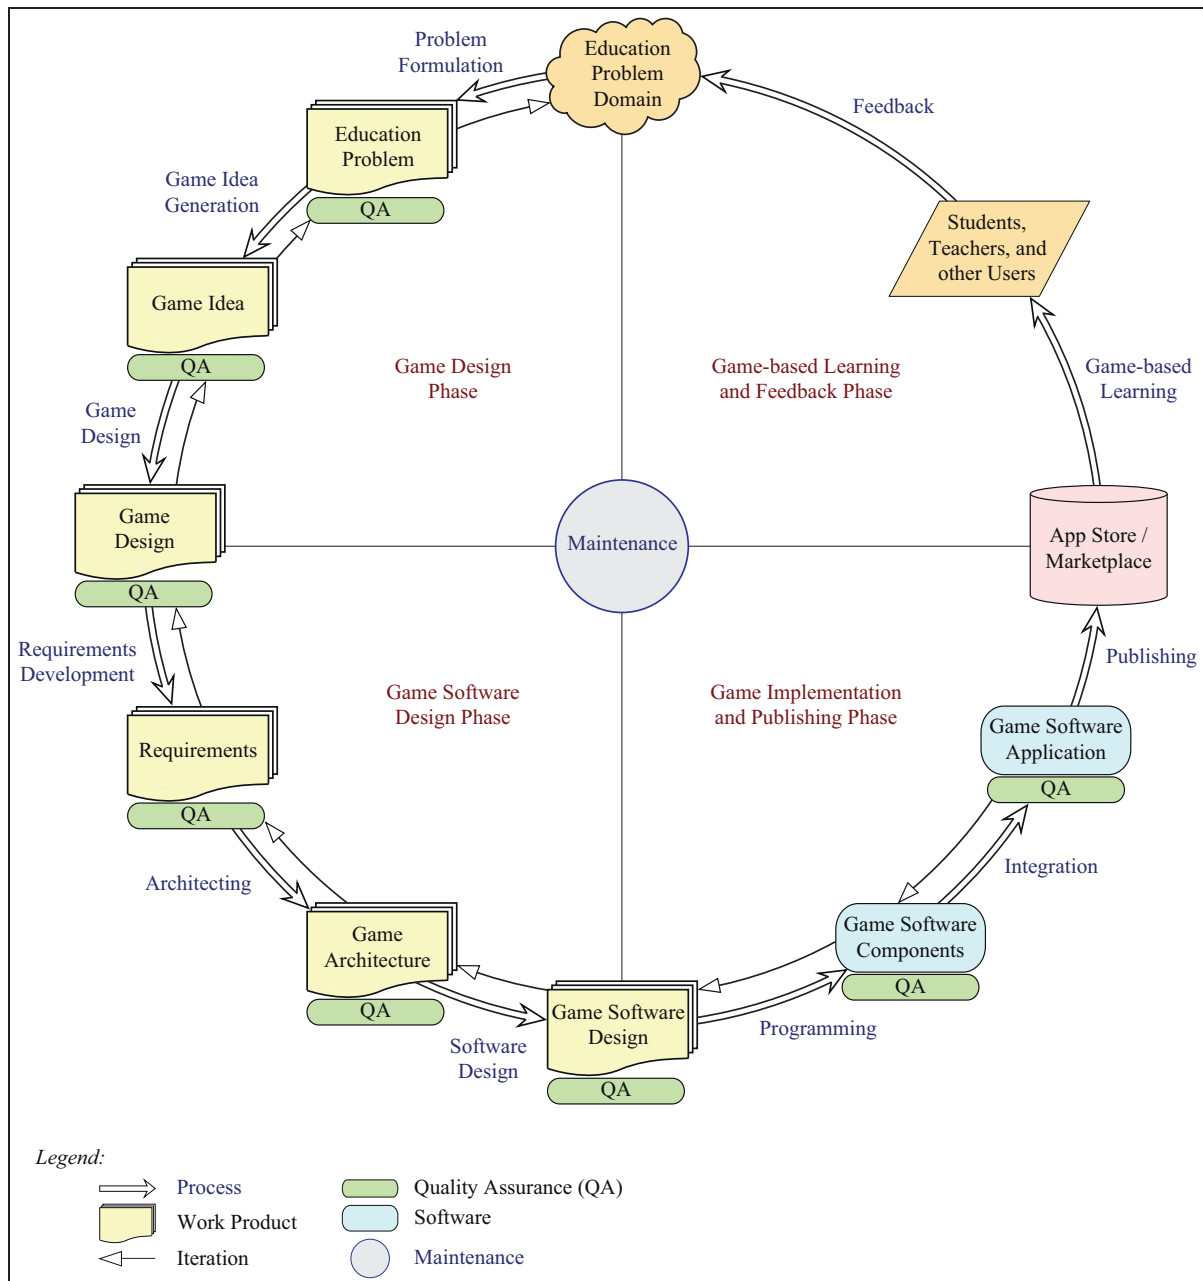 Problem
Formulation
Education
Problem
Domain
Feedback
Education
Problem
QA
Game Idea
Generation
Students,
Teachers, and
other Users
Game Idea
QA
Game Design
Phase
Game-based Learning
and Feedback Phase
Game-based
Learning
Game
Design
Game
Design
QA
Maintenance
App Store /
Marketplace
Requirements
Development
Publishing
Game Software
Design Phase
Game Implementation
and Publishing Phase
Requirements
QA
Game Software
Application
QA
Architecting
Integration
Game
Architecture
QA
Game Software
Components
QA
Software
Design
Game Software
Design
QA
Programming
Legend:
Process
Quality Assurance (QA)
Work Product
Software
Iteration
Maintenance